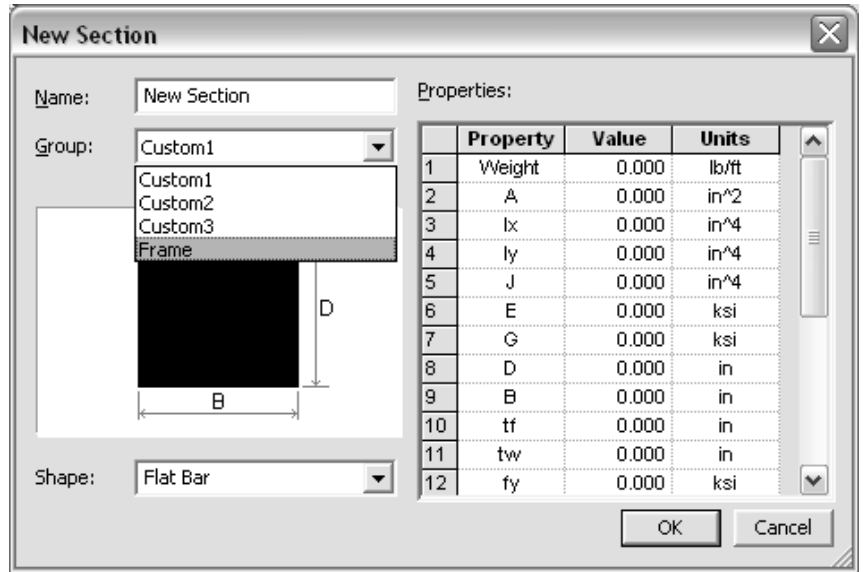 New Section
Name: New Section
Group: Custom1
Custom1
Custom2
Custom3
Frame
D
B
Shape: Flat Bar
Properties:
Property Value Units
1 Weight 0.000 lb/ft
2 A 0.000 in^2
3 Ix 0.000 in^4
4 Iy 0.000 in^4
5 J 0.000 in^4
6 E 0.000 ksi
7 G 0.000 ksi
8 D 0.000 in
9 B 0.000 in
10 tf 0.000 in
11 tw 0.000 in
12 fy 0.000 ksi
OK Cancel